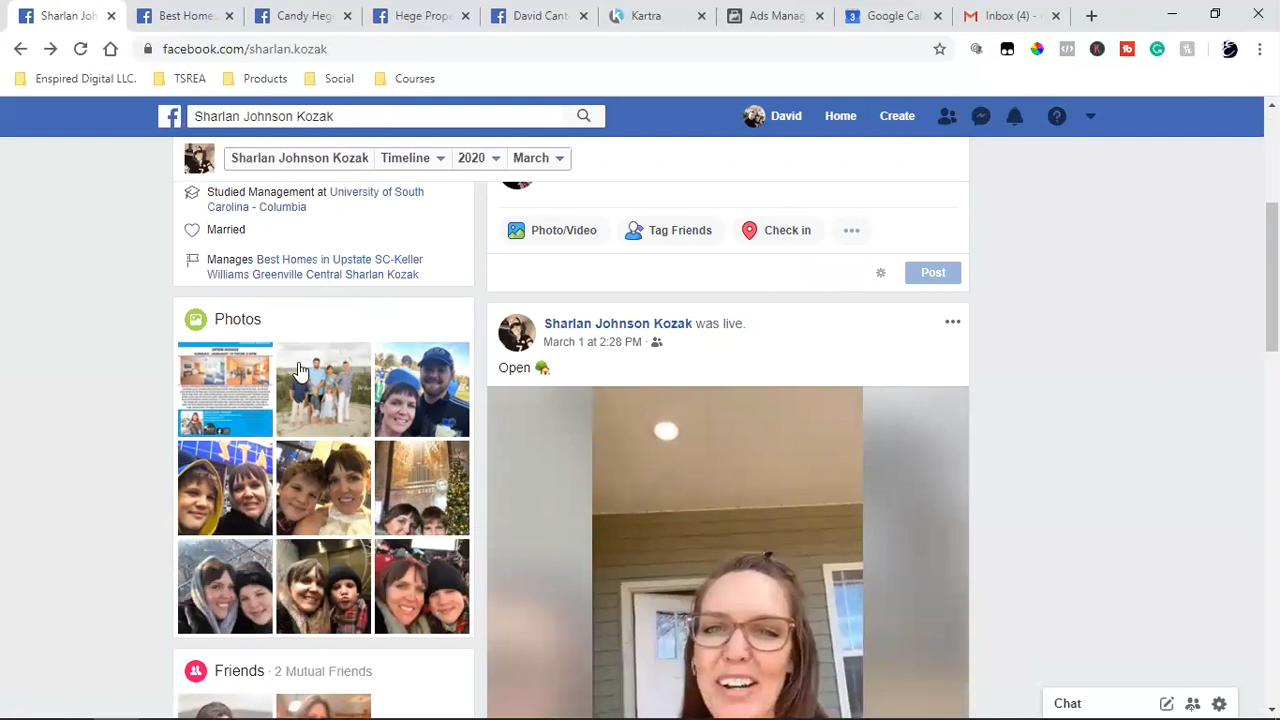 Sharlan Joh
Best Home
Candy Heg
Hege Prope
David Cant
Kartra
Ads Manag
Google Cal
Inbox (4) -
facebook.com/sharlan.kozak
Enspired Digital LLC.
TSREA
Products
Social
Courses
Sharlan Johnson Kozak
David
Home
Create
Sharlan Johnson Kozak
Timeline
2020
March
Studied Management at University of South
Carolina - Columbia
Married
Manages Best Homes in Upstate SC-Keller
Williams Greenville Central Sharlan Kozak
Photo/Video
Tag Friends
Check in
Post
Photos
Sharlan Johnson Kozak was live.
March 1 at 2:28 PM
Open
Friends · 2 Mutual Friends
Chat